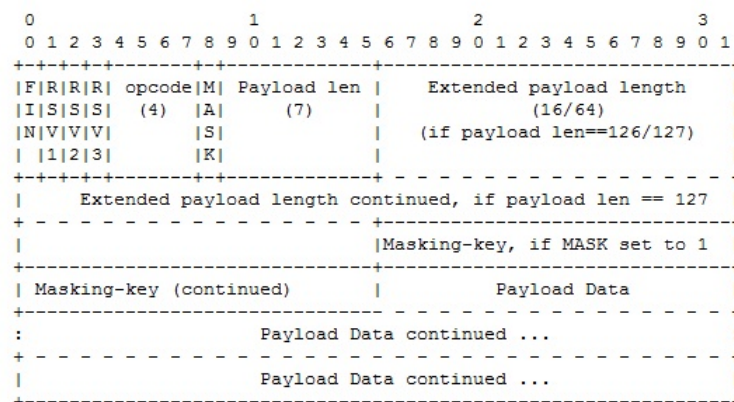 0                   1                   2                   3
 0 1 2 3 4 5 6 7 8 9 0 1 2 3 4 5 6 7 8 9 0 1 2 3 4 5 6 7 8 9 0 1
+-+-+-+-+-------+-+-------------+-------------------------------
|F|R|R|R| opcode|M| Payload len |    Extended payload length
|I|S|S|S|  (4)  |A|     (7)     |             (16/64)
|N|V|V|V|       |S|             |   (if payload len==126/127)
| |1|2|3|       |K|             |
+-+-+-+-+-------+-+-------------+ - - - - - - - - - - - - - - -
|     Extended payload length continued, if payload len == 127
+ - - - - - - - - - - - - - - - +-------------------------------
|                               |Masking-key, if MASK set to 1
+-------------------------------+-------------------------------
| Masking-key (continued)       |          Payload Data
+-------------------------------- - - - - - - - - - - - - - - -
:                     Payload Data continued ...
+ - - - - - - - - - - - - - - - - - - - - - - - - - - - - - - -
|                     Payload Data continued ...
+---------------------------------------------------------------